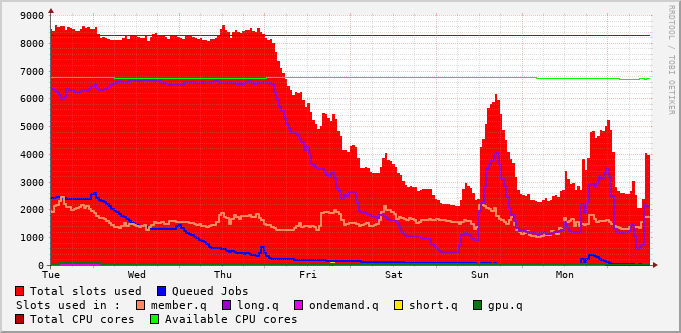 9000
8000
7000
6000
5000
4000
3000
2000
1000
0
Tue Wed Thu Fri Sat Sun Mon
RRDTOOL / TOBI OETIKER
Total slots used Queued Jobs
Slots used in : member.q long.q ondemand.q short.q gpu.q
Total CPU cores Available CPU cores